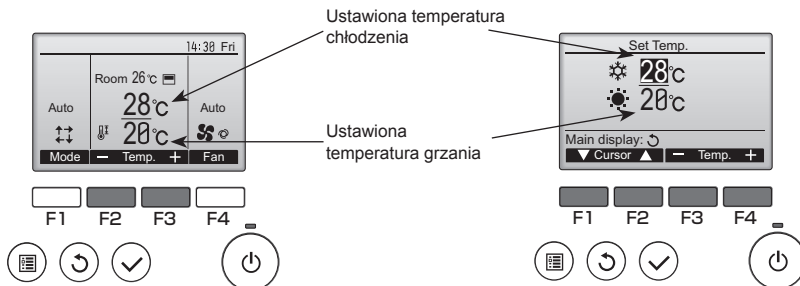 Ustawiona temperatura
chłodzenia
14:30 Fri
Room 26°C
Auto
28°C
Auto
20°C
Mode − Temp. + Fan
F1 F2 F3 F4
Ustawiona
temperatura grzania
Set Temp.
28°C
20°C
Main display:
Cursor − Temp. +
F1 F2 F3 F4